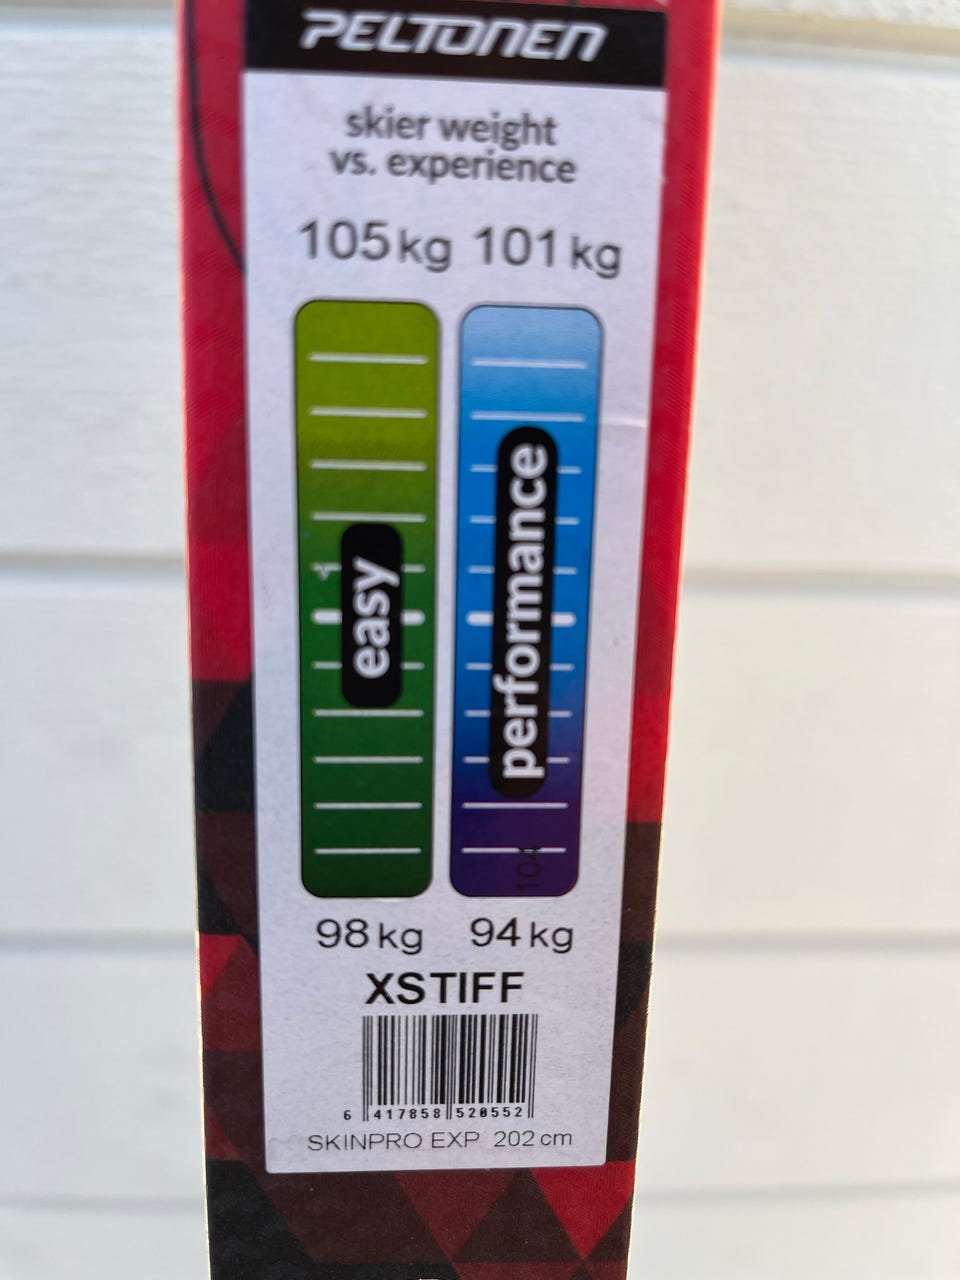 PELTONEN
skier weight
vs. experience
105 kg 101 kg
easy
performance
104
98 kg 94 kg
XSTIFF
6 417858 520552
SKINPRO EXP 202 cm